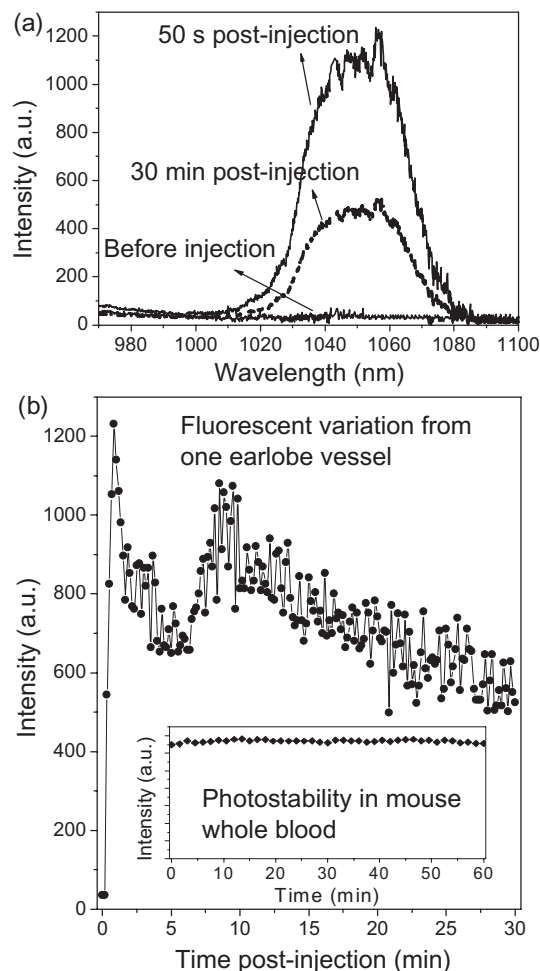 (a)
1200
1000
800
600
400
200
0
Intensity (a.u.)
50 s post-injection
30 min post-injection
Before injection
980 1000 1020 1040 1060 1080 1100
Wavelength (nm)
(b)
1200
1000
800
600
400
200
0
Intensity (a.u.)
Fluorescent variation from
one earlobe vessel
Intensity (a.u.)
Photostability in mouse
whole blood
0 10 20 30 40 50 60
Time (min)
0 5 10 15 20 25 30
Time post-injection (min)